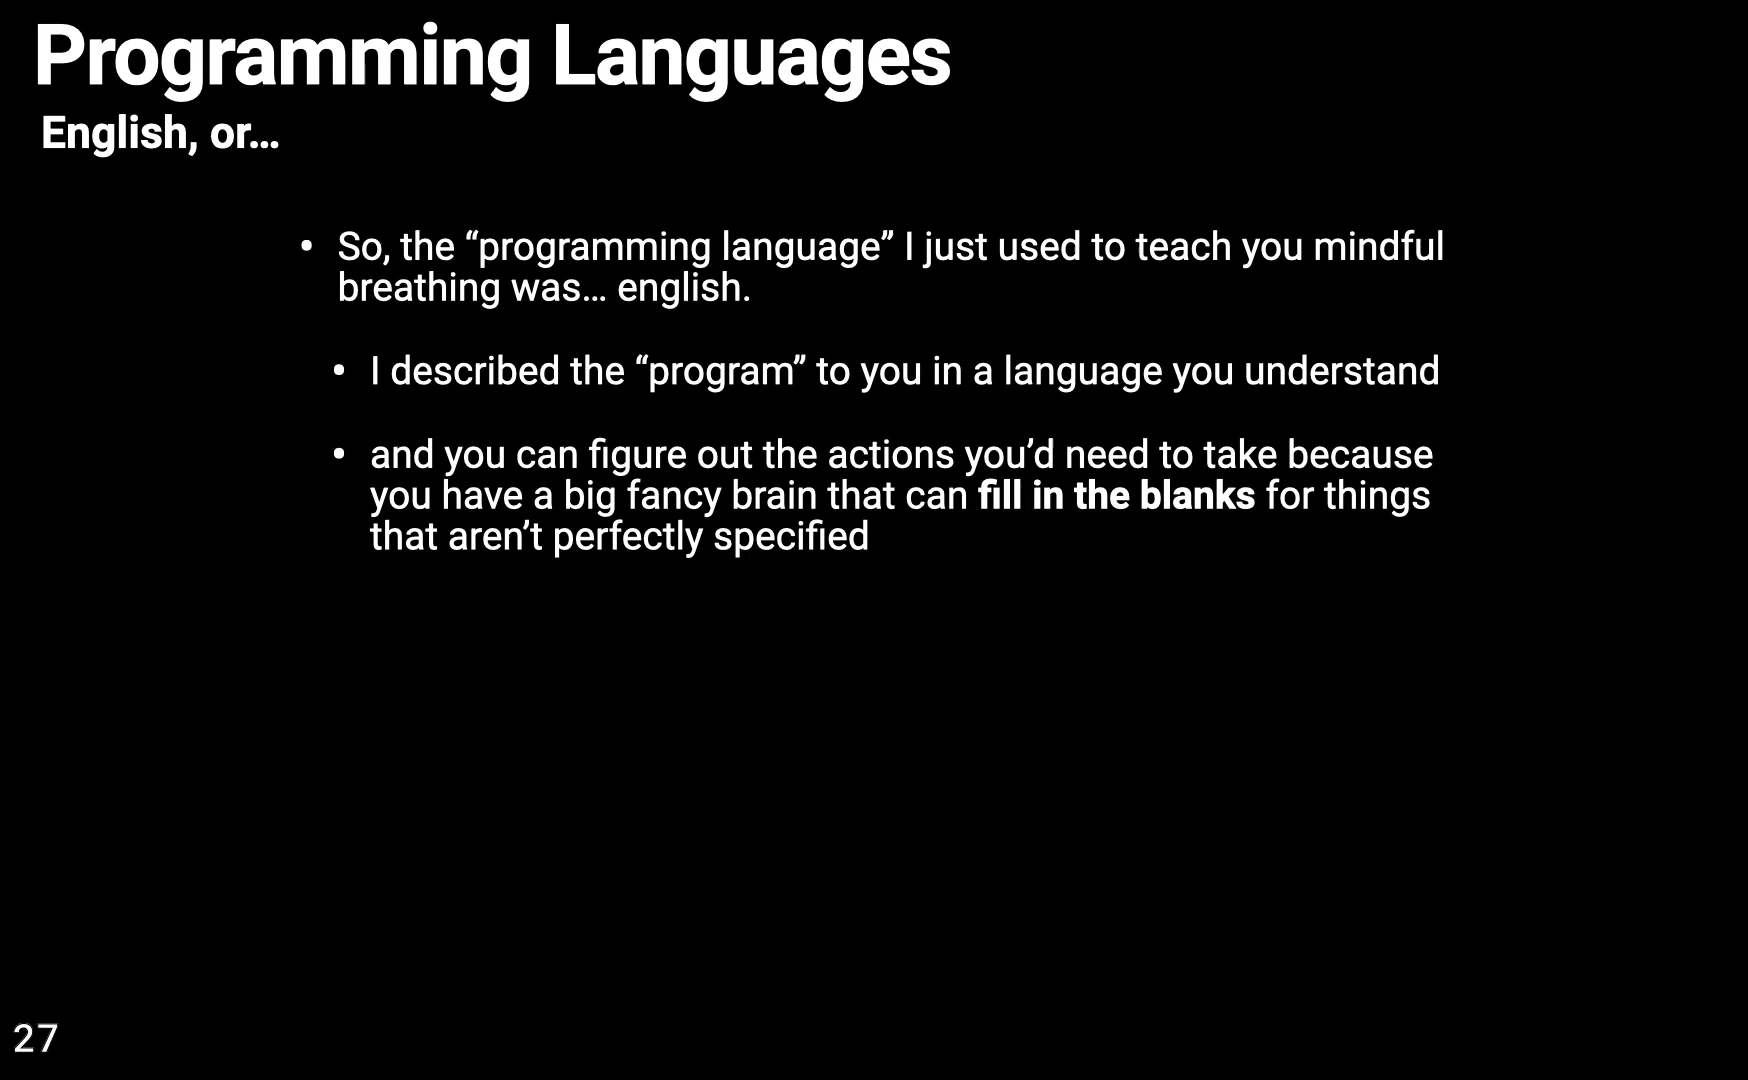 Programming Languages
English, or…
• So, the “programming language” I just used to teach you mindful
breathing was… english.
• I described the “program” to you in a language you understand
• and you can figure out the actions you’d need to take because
you have a big fancy brain that can fill in the blanks for things
that aren’t perfectly specified
27